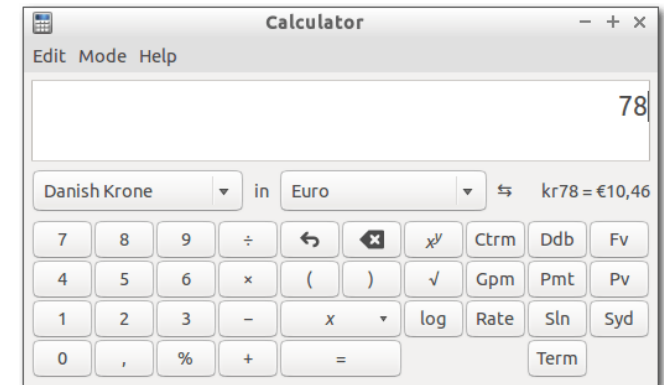 Calculator
Edit Mode Help
78
Danish Krone in Euro kr78 = €10,46
7 8 9 ÷ xʸ Ctrm Ddb Fv
4 5 6 × ( ) √ Gpm Pmt Pv
1 2 3 − x log Rate Sln Syd
0 , % + = Term